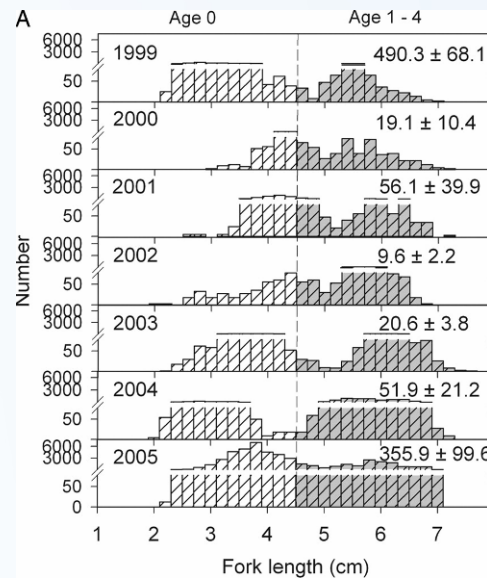 A
Age 0 Age 1 - 4
6000
3000
1999 490.3 ± 68.1
50
6000
3000
2000 19.1 ± 10.4
50
6000
3000
2001 56.1 ± 39.9
50
6000
3000
2002 9.6 ± 2.2
50
6000
3000
2003 20.6 ± 3.8
50
6000
3000
2004 51.9 ± 21.2
50
6000
3000
2005 355.9 ± 99.6
50
0
Number
1 2 3 4 5 6 7
Fork length (cm)